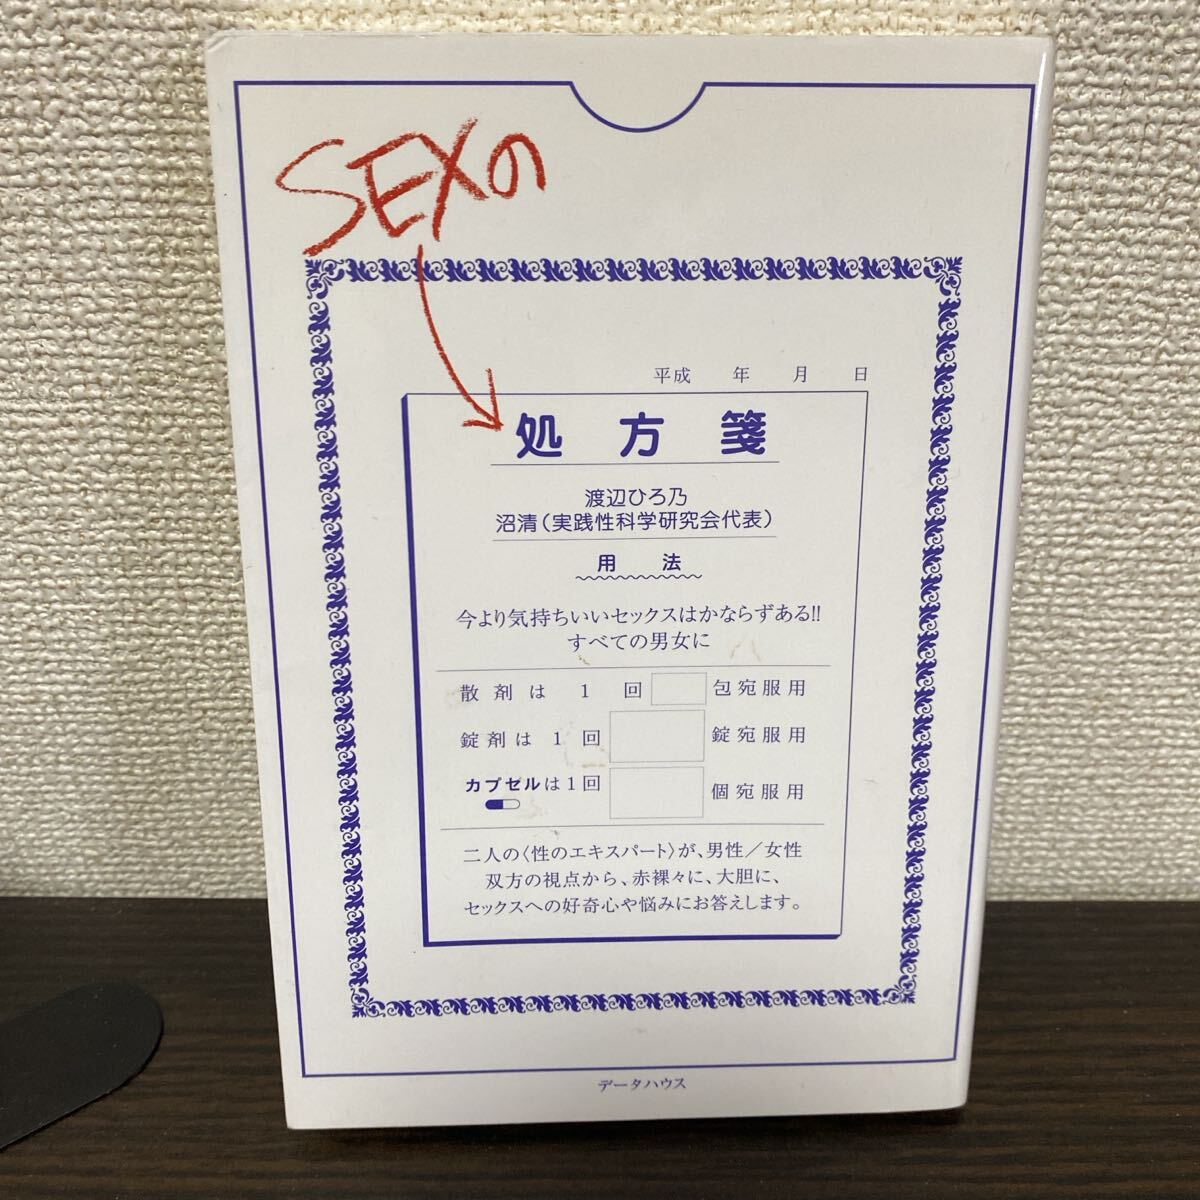 SEXの
平成 年 月 日
処方箋
渡辺ひろ乃
沼清(実践性科学研究会代表)
用法
今より気持ちいいセックスはかならずある!!
すべての男女に
散剤は 1 回 包宛服用
錠剤は 1 回 錠宛服用
カプセルは1回 個宛服用
二人の〈性のエキスパート〉が、男性/女性
双方の視点から、赤裸々に、大胆に、
セックスへの好奇心や悩みにお答えします。
データハウス